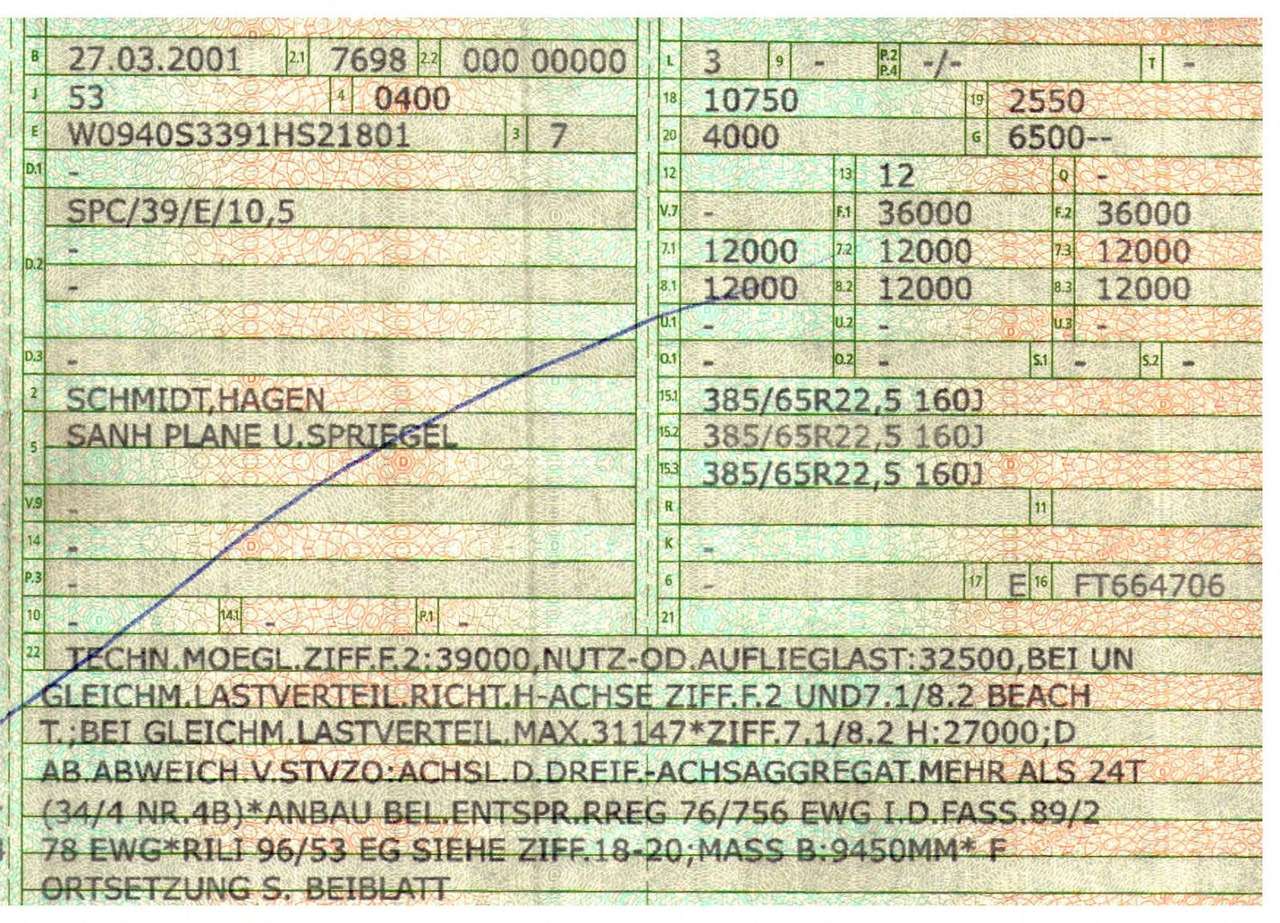 B 27.03.2001 2.1 7698 2.2 000 00000
J 53 4 0400
E W0940S3391HS21801 3 7
D.1 -
SPC/39/E/10,5
-
D.2
-
D.3 -
2 SCHMIDT,HAGEN
SANH PLANE U.SPRIEGEL
5
V.9 -
14 -
P.3 -
10 - 14.1 - P.1 -
L 3 9 - P.2 P.4 -/- T -
18 10750 19 2550
20 4000 G 6500--
12 13 12 Q -
V.7 - F.1 36000 F.2 36000
7.1 12000 7.2 12000 7.3 12000
8.1 12000 8.2 12000 8.3 12000
U.1 - U.2 - U.3 -
O.1 - O.2 - S.1 - S.2 -
15.1 385/65R22,5 160J
15.2 385/65R22,5 160J
15.3 385/65R22,5 160J
R 11
K -
6 - 17 E 16 FT664706
21
22 TECHN.MOEGL.ZIFF.F.2:39000,NUTZ-OD.AUFLIEGLAST:32500,BEI UN
GLEICHM.LASTVERTEIL.RICHT.H-ACHSE ZIFF.F.2 UND7.1/8.2 BEACH
T.;BEI GLEICHM.LASTVERTEIL.MAX.31147*ZIFF.7.1/8.2 H:27000;D
AB.ABWEICH V.STVZO:ACHSL.D.DREIF.-ACHSAGGREGAT.MEHR ALS 24T
(34/4 NR.4B)*ANBAU BEL.ENTSPR.RREG 76/756 EWG I.D.FASS.89/2
78 EWG*RILI 96/53 EG SIEHE ZIFF.18-20;MASS B:9450MM* F
ORTSETZUNG S. BEIBLATT